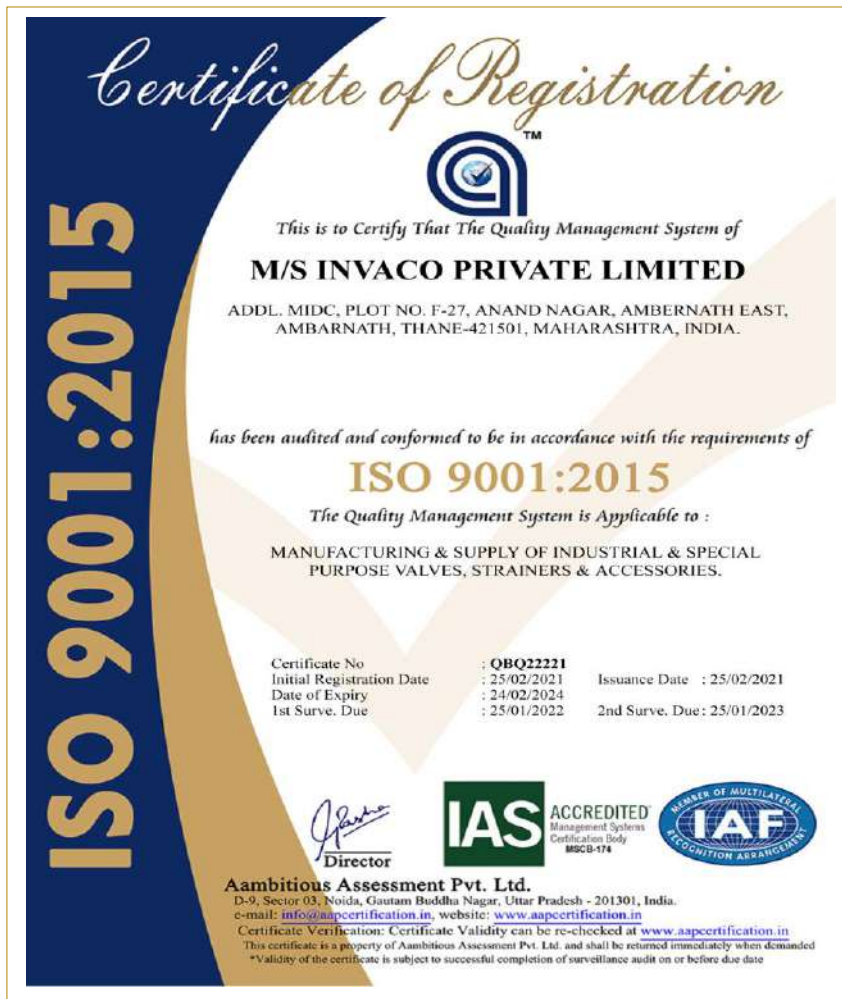 Certificate of Registration
TM
This is to Certify That The Quality Management System of
M/S INVACO PRIVATE LIMITED
ADDL. MIDC, PLOT NO. F-27, ANAND NAGAR, AMBERNATH EAST,
AMBARNATH, THANE-421501, MAHARASHTRA, INDIA.
has been audited and conformed to be in accordance with the requirements of
ISO 9001:2015
The Quality Management System is Applicable to :
MANUFACTURING & SUPPLY OF INDUSTRIAL & SPECIAL
PURPOSE VALVES, STRAINERS & ACCESSORIES.
Certificate No : QBQ22221
Initial Registration Date : 25/02/2021 Issuance Date : 25/02/2021
Date of Expiry : 24/02/2024
1st Surve. Due : 25/01/2022 2nd Surve. Due: 25/01/2023
ISO 9001:2015
Director
IAS ACCREDITED
Management Systems
Certification Body
MSCB-174
MEMBER OF MULTILATERAL
IAF
RECOGNITION ARRANGEMENT
Aambitious Assessment Pvt. Ltd.
D-9, Sector 03, Noida, Gautam Buddha Nagar, Uttar Pradesh - 201301, India.
e-mail: info@aapcertification.in, website: www.aapcertification.in
Certificate Verification: Certificate Validity can be re-checked at www.aapcertification.in
This certificate is a property of Aambitious Assessment Pvt. Ltd. and shall be returned immediately when demanded
*Validity of the certificate is subject to successful completion of surveillance audit on or before due date